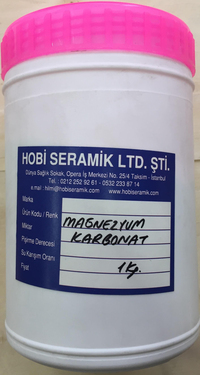 HOBİ SERAMİK LTD. ŞTİ.
Dünya Sağlık Sokak, Opera İş Merkezi No, 25/4 Taksim - İstanbul
Tel.: 0212 252 92 61 - 0532 233 87 14
e.mail : hilmi@hobiseramik.com www.hobiseramik.com
Marka
Ürün Kodu / Renk
Miktar MAGNEZYUM
Pişirme Derecesi KARBONAT
Su Karışım Oranı
Fiyat 1 Kg.